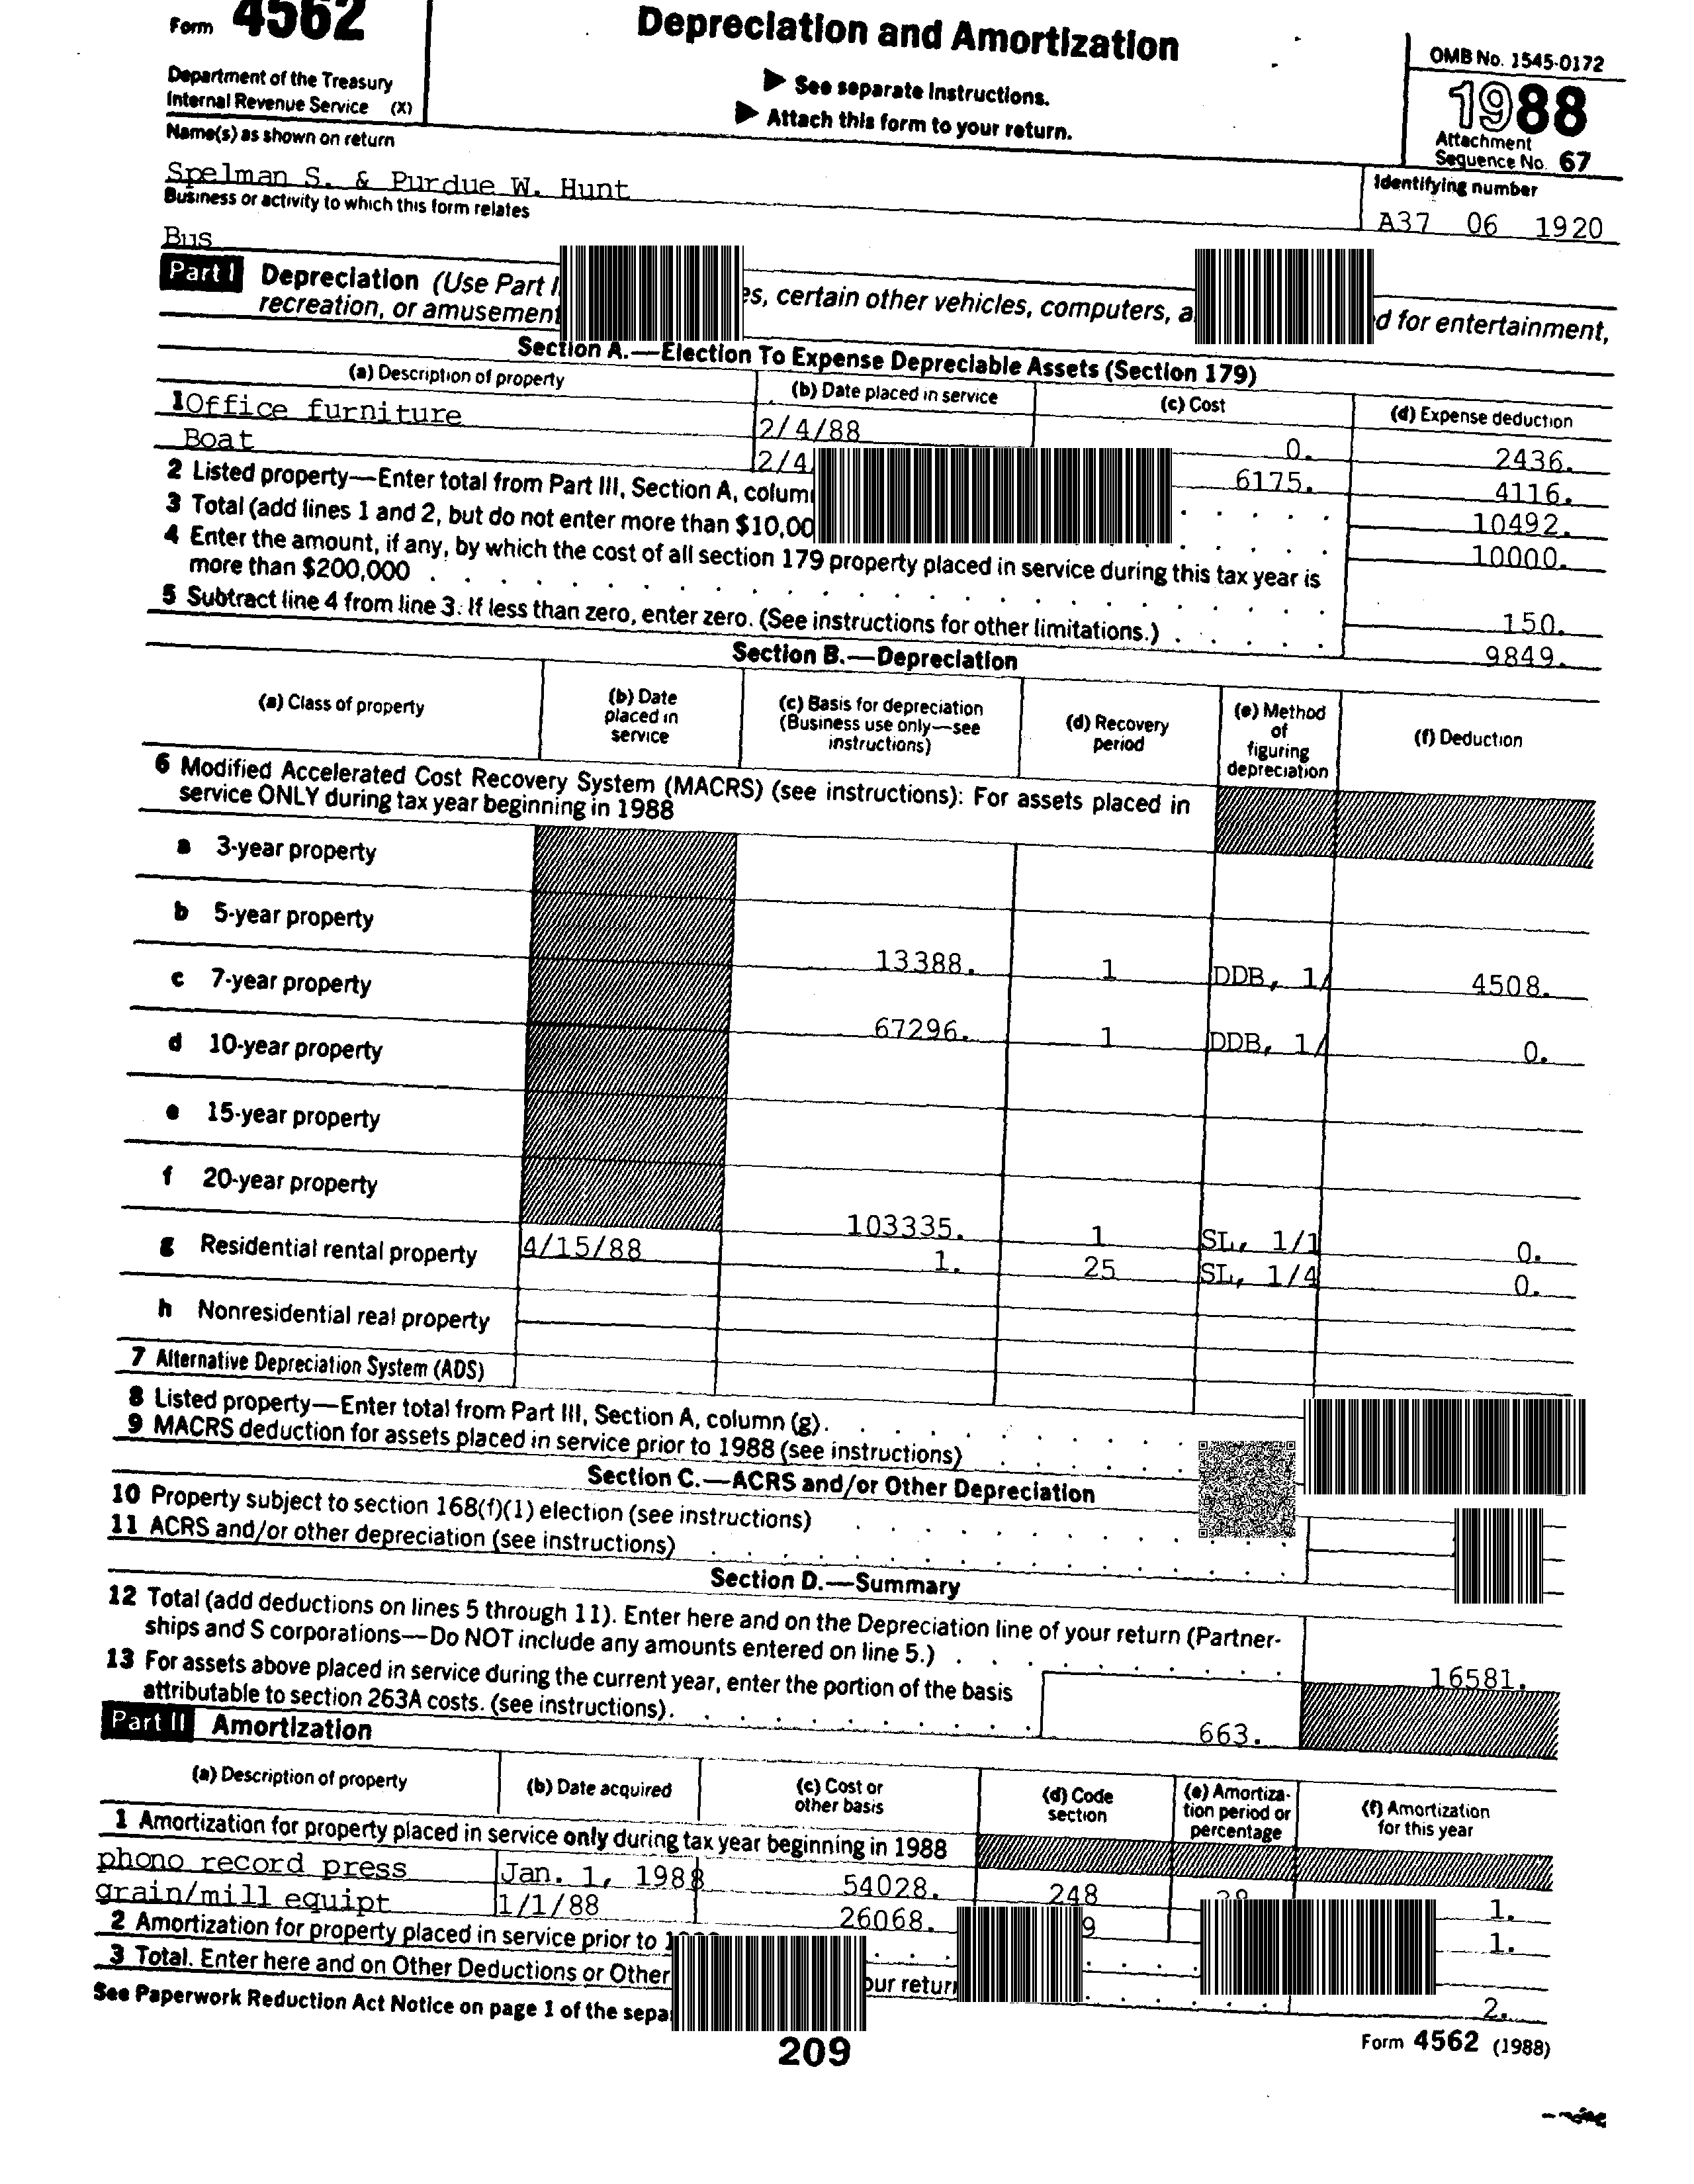 Form 4562
Depreciation and Amortization
OMB No. 1545-0172
Department of the Treasury
Internal Revenue Service (X)
▶ See separate instructions.
▶ Attach this form to your return.
1988
Attachment
Sequence No. 67
Name(s) as shown on return
Identifying number
Spelman S. & Purdue W. Hunt
A37 06 1920
Business or activity to which this form relates
Bus
Part I Depreciation (Use Part certain other vehicles, computers, for entertainment,
recreation, or amusement
Section A.—Election To Expense Depreciable Assets (Section 179)
(a) Description of property (b) Date placed in service (c) Cost (d) Expense deduction
1 Office furniture 2/4/88 0. 2436.
Boat 2/4 6175. 4116.
2 Listed property—Enter total from Part III, Section A, 10492.
3 Total (add lines 1 and 2, but do not enter more than 10000.
4 Enter the amount, if any, by which the cost of all section 179 property placed in service during this tax year is
more than $200,000 150.
5 Subtract line 4 from line 3. If less than zero, enter zero. (See instructions for other limitations.) 9849.
Section B.—Depreciation
(a) Class of property (b) Date placed in service (c) Basis for depreciation (Business use only—see instructions) (d) Recovery period (e) Method of figuring depreciation (f) Deduction
6 Modified Accelerated Cost Recovery System (MACRS) (see instructions): For assets placed in
service ONLY during tax year beginning in 1988
a 3-year property
b 5-year property
13388. 1 DDB, 1/ 4508.
c 7-year property
67296. 1 DDB, 1/ 0.
d 10-year property
e 15-year property
f 20-year property
103335. 1 SL, 1/1 0.
g Residential rental property 4/15/88 1. 25 SL, 1/4 0.
h Nonresidential real property
7 Alternative Depreciation System (ADS)
8 Listed property—Enter total from Part III, Section A, column (g).
9 MACRS deduction for assets placed in service prior to 1988 (see instructions)
Section C.—ACRS and/or Other Depreciation
10 Property subject to section 168(f)(1) election (see instructions)
11 ACRS and/or other depreciation (see instructions)
Section D.—Summary
12 Total (add deductions on lines 5 through 11). Enter here and on the Depreciation line of your return (Partner-
ships and S corporations—Do NOT include any amounts entered on line 5.) 16581.
13 For assets above placed in service during the current year, enter the portion of the basis
attributable to section 263A costs. (see instructions). 663.
Part II Amortization
(a) Description of property (b) Date acquired (c) Cost or other basis (d) Code section (e) Amortiza-tion period or percentage (f) Amortization for this year
1 Amortization for property placed in service only during tax year beginning in 1988
phono record press Jan. 1, 1988 54028. 248 1.
grain/mill equipt 1/1/88 26068. 1.
2 Amortization for property placed in service prior to
3 Total. Enter here and on Other Deductions or Other 2.
See Paperwork Reduction Act Notice on page 1 of the
209
Form 4562 (1988)